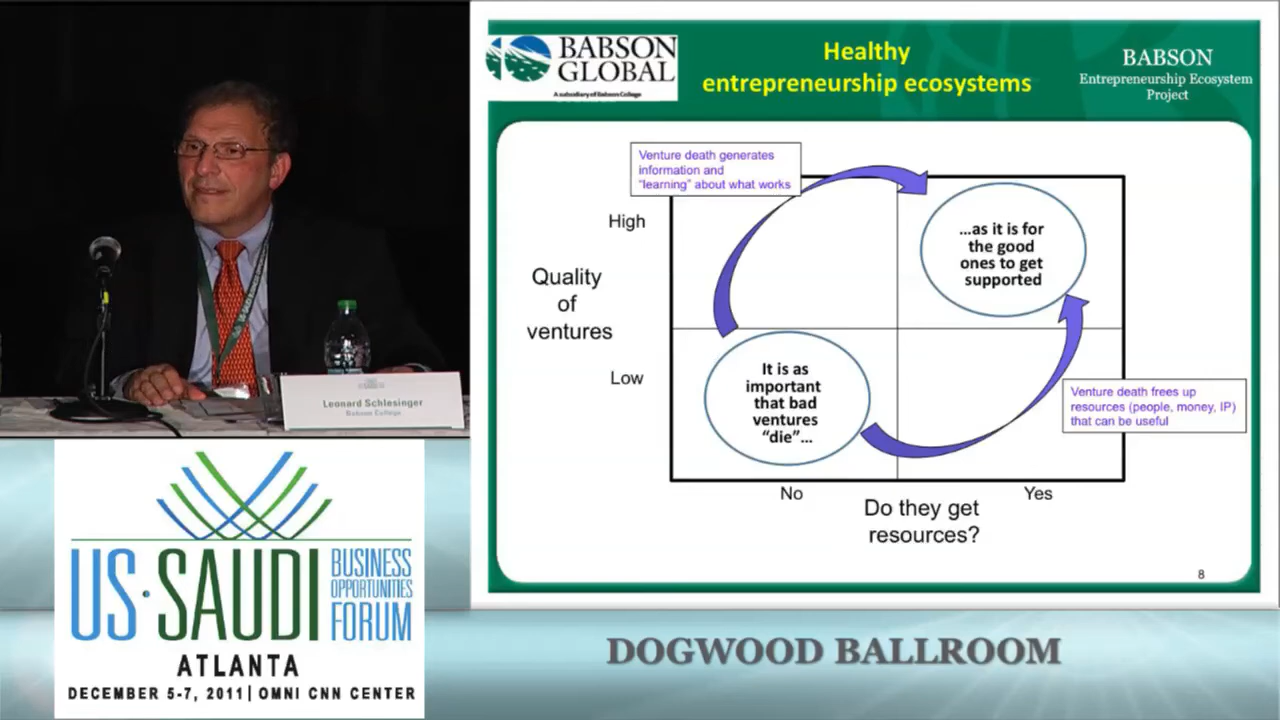 Leonard Schlesinger
Babson College
US·SAUDI
BUSINESS
OPPORTUNITIES
FORUM
ATLANTA
DECEMBER 5-7, 2011| OMNI CNN CENTER
BABSON
GLOBAL
A subsidiary of Babson College
Healthy
entrepreneurship ecosystems
BABSON
Entrepreneurship Ecosystem
Project
Venture death generates
information and
"learning" about what works
High
Quality
of
ventures
Low
…as it is for
the good
ones to get
supported
It is as
important
that bad
ventures
“die”…
Venture death frees up
resources (people, money, IP)
that can be useful
No
Yes
Do they get
resources?
8
DOGWOOD BALLROOM